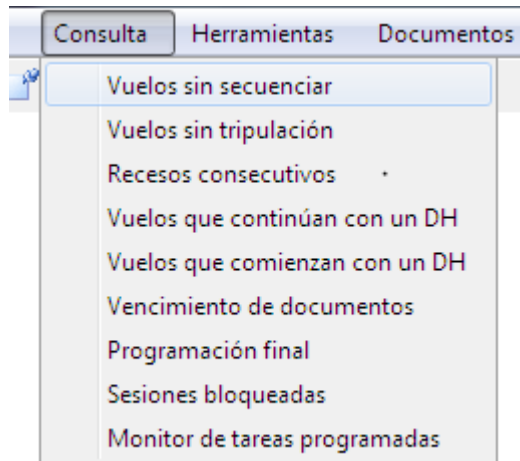 Consulta Herramientas Documentos
Vuelos sin secuenciar
Vuelos sin tripulación
Recesos consecutivos
Vuelos que continúan con un DH
Vuelos que comienzan con un DH
Vencimiento de documentos
Programación final
Sesiones bloqueadas
Monitor de tareas programadas